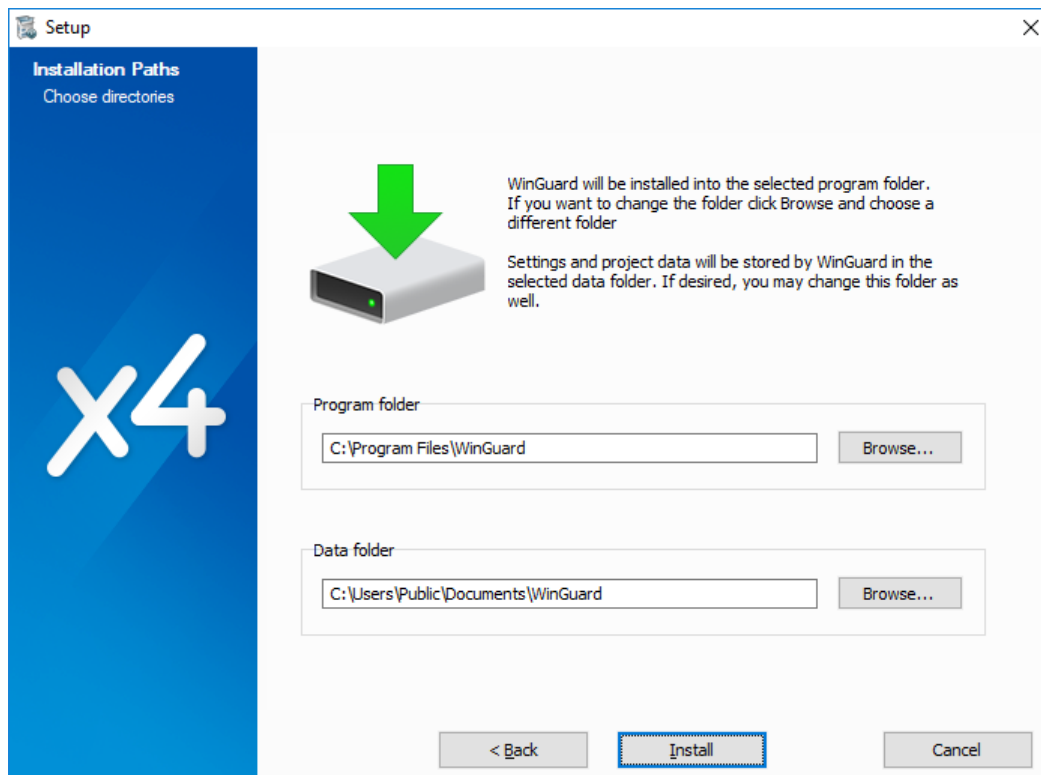 Setup
Installation Paths
Choose directories
WinGuard will be installed into the selected program folder.
If you want to change the folder click Browse and choose a
different folder
Settings and project data will be stored by WinGuard in the
selected data folder. If desired, you may change this folder as
well.
x4
Program folder
C:\Program Files\WinGuard
Browse...
Data folder
C:\Users\Public\Documents\WinGuard
Browse...
< Back
Install
Cancel